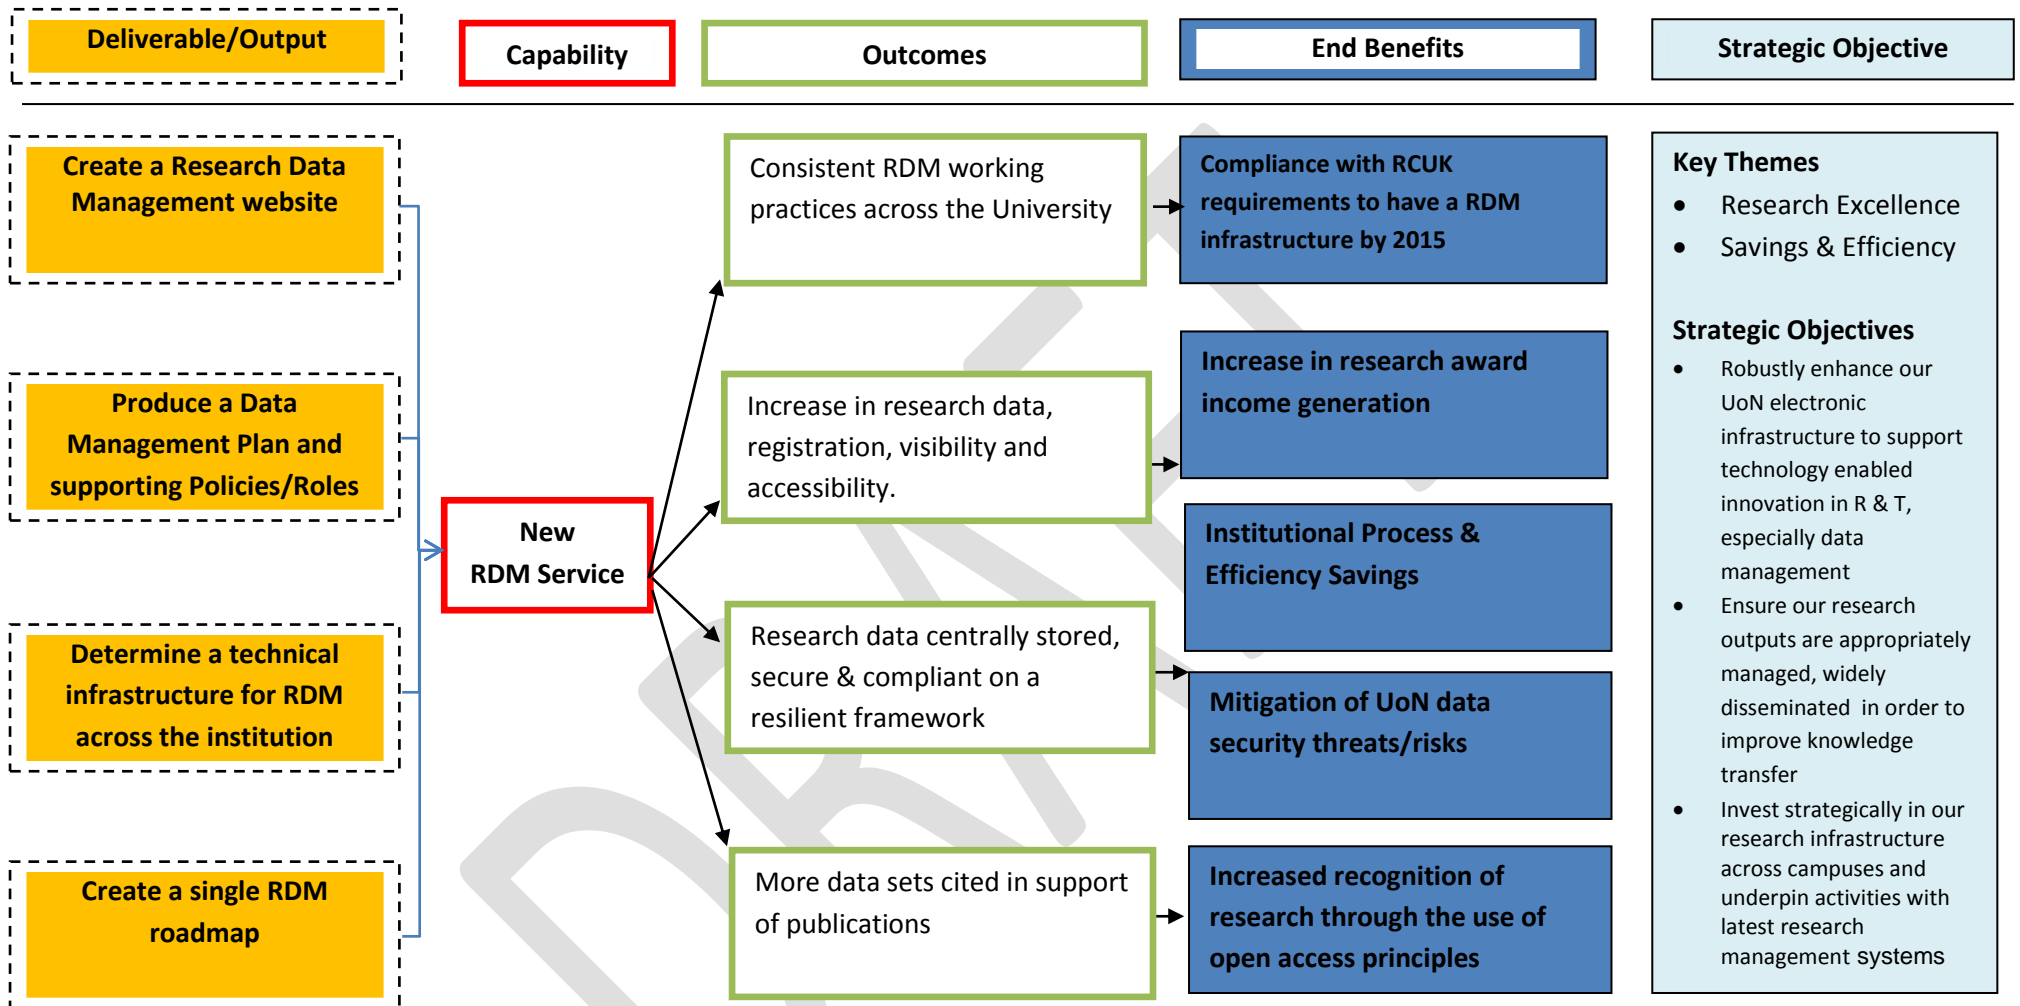 Deliverable/Output
Capability
Outcomes
End Benefits
Strategic Objective
Create a Research Data
Management website
Produce a Data
Management Plan and
supporting Policies/Roles
Determine a technical
infrastructure for RDM
across the institution
Create a single RDM
roadmap
New
RDM Service
Consistent RDM working
practices across the University
Increase in research data,
registration, visibility and
accessibility.
Research data centrally stored,
secure & compliant on a
resilient framework
More data sets cited in support
of publications
Compliance with RCUK
requirements to have a RDM
infrastructure by 2015
Increase in research award
income generation
Institutional Process &
Efficiency Savings
Mitigation of UoN data
security threats/risks
Increased recognition of
research through the use of
open access principles
Key Themes
• Research Excellence
• Savings & Efficiency
Strategic Objectives
• Robustly enhance our
UoN electronic
infrastructure to support
technology enabled
innovation in R & T,
especially data
management
• Ensure our research
outputs are appropriately
managed, widely
disseminated in order to
improve knowledge
transfer
• Invest strategically in our
research infrastructure
across campuses and
underpin activities with
latest research
management systems
DRAFT